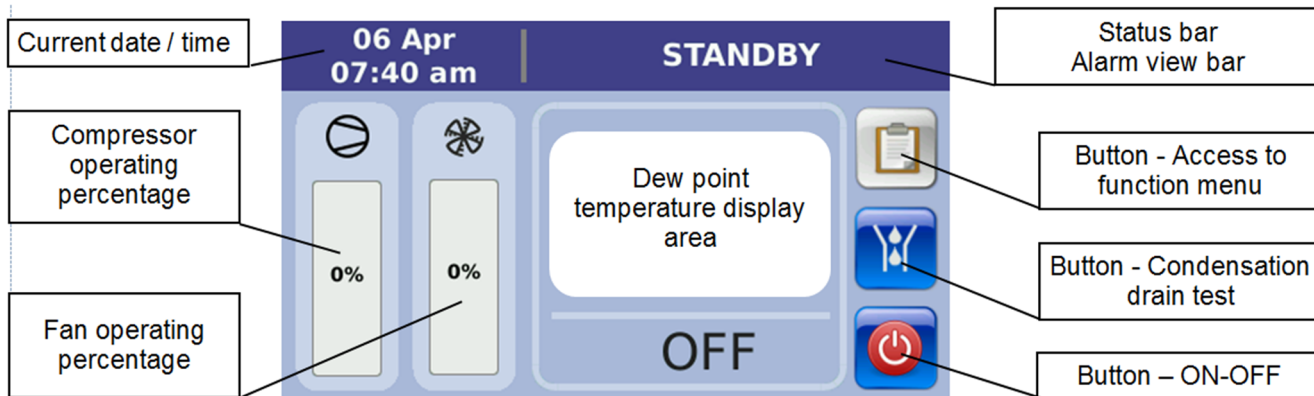 Current date / time
06 Apr
07:40 am
STANDBY
Status bar
Alarm view bar
Compressor
operating
percentage
0%
0%
Dew point
temperature display
area
Button - Access to
function menu
Button - Condensation
drain test
Fan operating
percentage
OFF
Button – ON-OFF